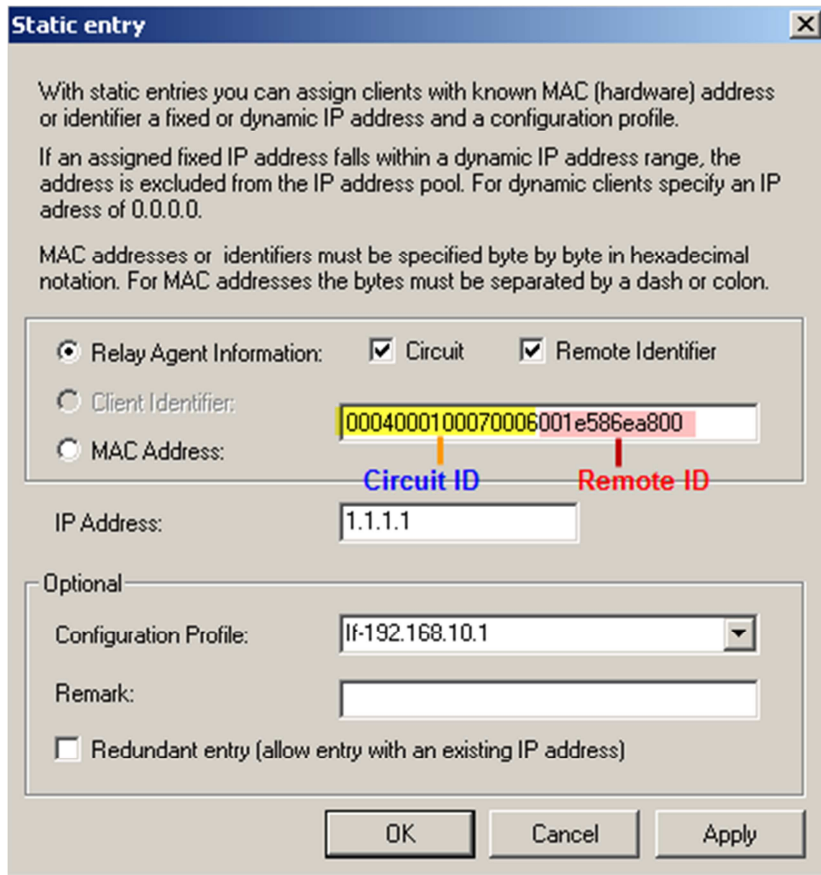 Static entry
With static entries you can assign clients with known MAC (hardware) address
or identifier a fixed or dynamic IP address and a configuration profile.
If an assigned fixed IP address falls within a dynamic IP address range, the
address is excluded from the IP address pool. For dynamic clients specify an IP
adress of 0.0.0.0.
MAC addresses or identifiers must be specified byte by byte in hexadecimal
notation. For MAC addresses the bytes must be separated by a dash or colon.
Relay Agent Information: Circuit Remote Identifier
Client Identifier:
0004000100070006001e586ea800
MAC Address:
Circuit ID Remote ID
IP Address: 1.1.1.1
Optional
Configuration Profile: If-192.168.10.1
Remark:
Redundant entry (allow entry with an existing IP address)
OK Cancel Apply